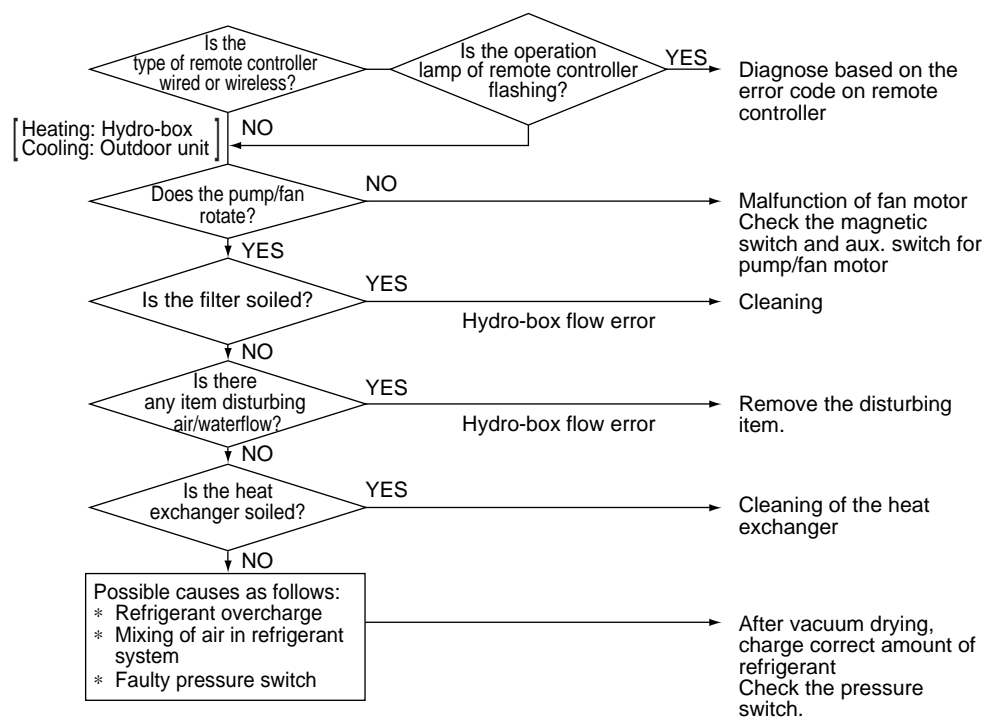 Is the
type of remote controller
wired or wireless?
Is the operation
lamp of remote controller
flashing?
YES
Diagnose based on the
error code on remote
controller
[Heating: Hydro-box
Cooling: Outdoor unit]
NO
Does the pump/fan
rotate?
NO
Malfunction of fan motor
Check the magnetic
switch and aux. switch for
pump/fan motor
YES
Is the filter soiled?
YES
Hydro-box flow error
Cleaning
NO
Is there
any item disturbing
air/waterflow?
YES
Hydro-box flow error
Remove the disturbing
item.
NO
Is the heat
exchanger soiled?
YES
Cleaning of the heat
exchanger
NO
Possible causes as follows:
* Refrigerant overcharge
* Mixing of air in refrigerant
system
* Faulty pressure switch
After vacuum drying,
charge correct amount of
refrigerant
Check the pressure
switch.